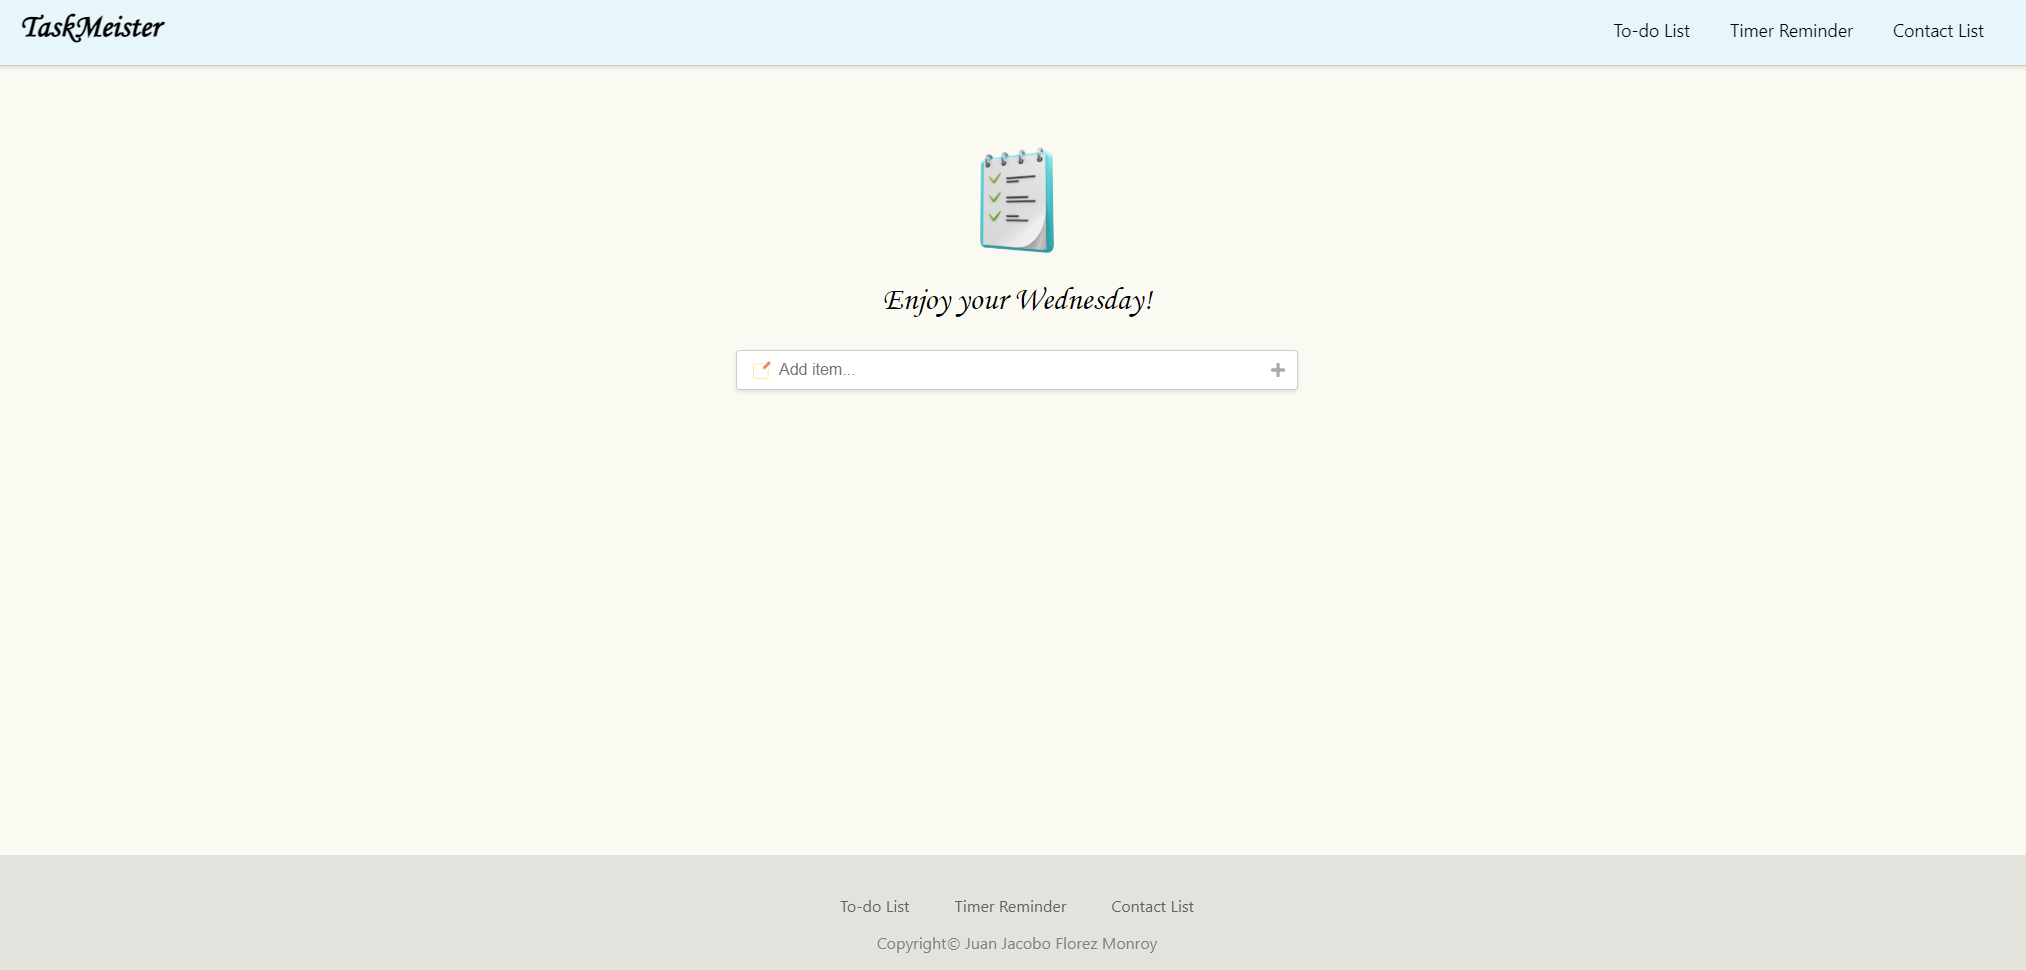 TaskMeister
To-do List Timer Reminder Contact List
Enjoy your Wednesday!
Add item...
To-do List Timer Reminder Contact List
Copyright© Juan Jacobo Florez Monroy